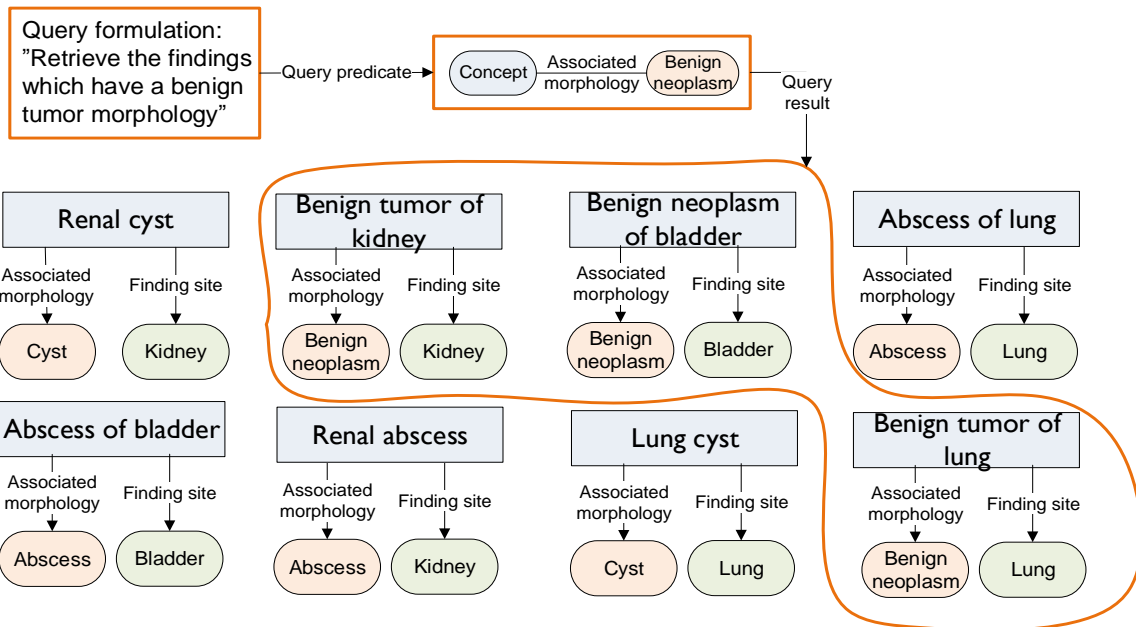 Query formulation:
”Retrieve the findings
which have a benign
tumor morphology”
Query predicate
Concept
Associated
morphology
Benign
neoplasm
Query
result
Renal cyst
Associated
morphology
Finding site
Cyst
Kidney
Benign tumor of
kidney
Associated
morphology
Finding site
Benign
neoplasm
Kidney
Benign neoplasm
of bladder
Associated
morphology
Finding site
Benign
neoplasm
Bladder
Abscess of lung
Associated
morphology
Finding site
Abscess
Lung
Abscess of bladder
Associated
morphology
Finding site
Abscess
Bladder
Renal abscess
Associated
morphology
Finding site
Abscess
Kidney
Lung cyst
Associated
morphology
Finding site
Cyst
Lung
Benign tumor of
lung
Associated
morphology
Finding site
Benign
neoplasm
Lung